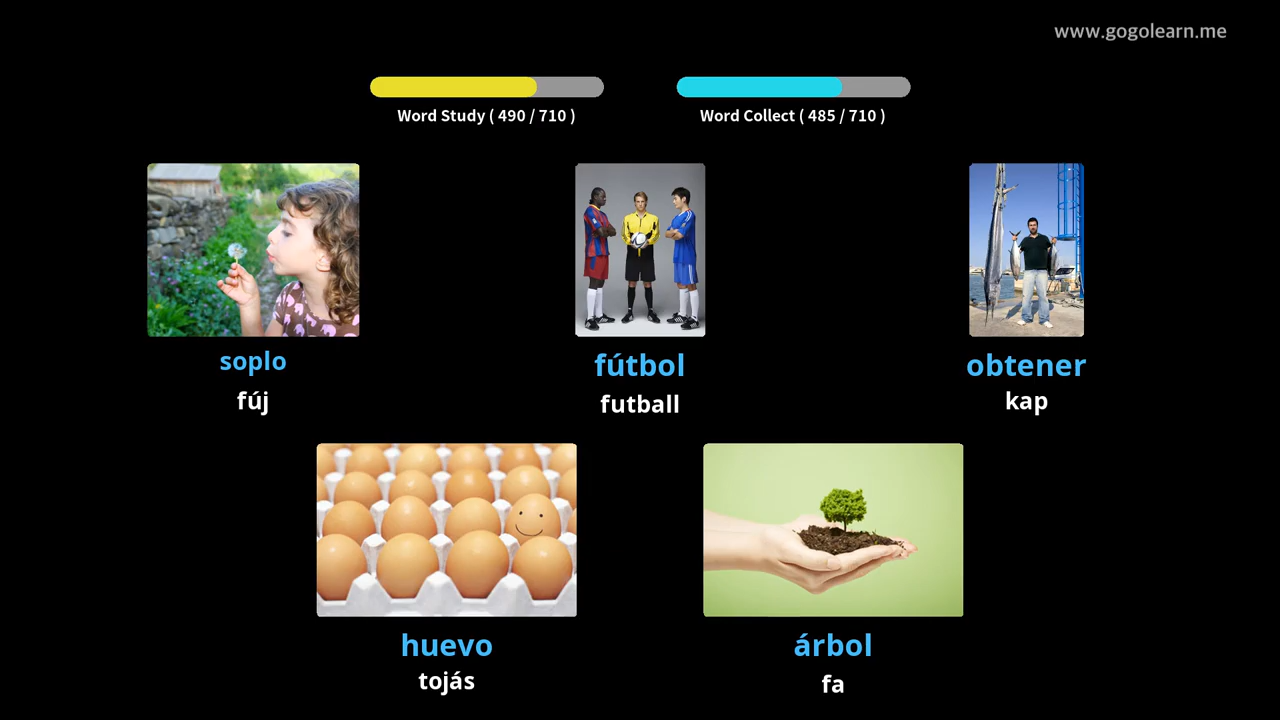 www.gogolearn.me
Word Study ( 490 / 710 )
Word Collect ( 485 / 710 )
soplo
fúj
fútbol
futball
obtener
kap
huevo
tojás
árbol
fa